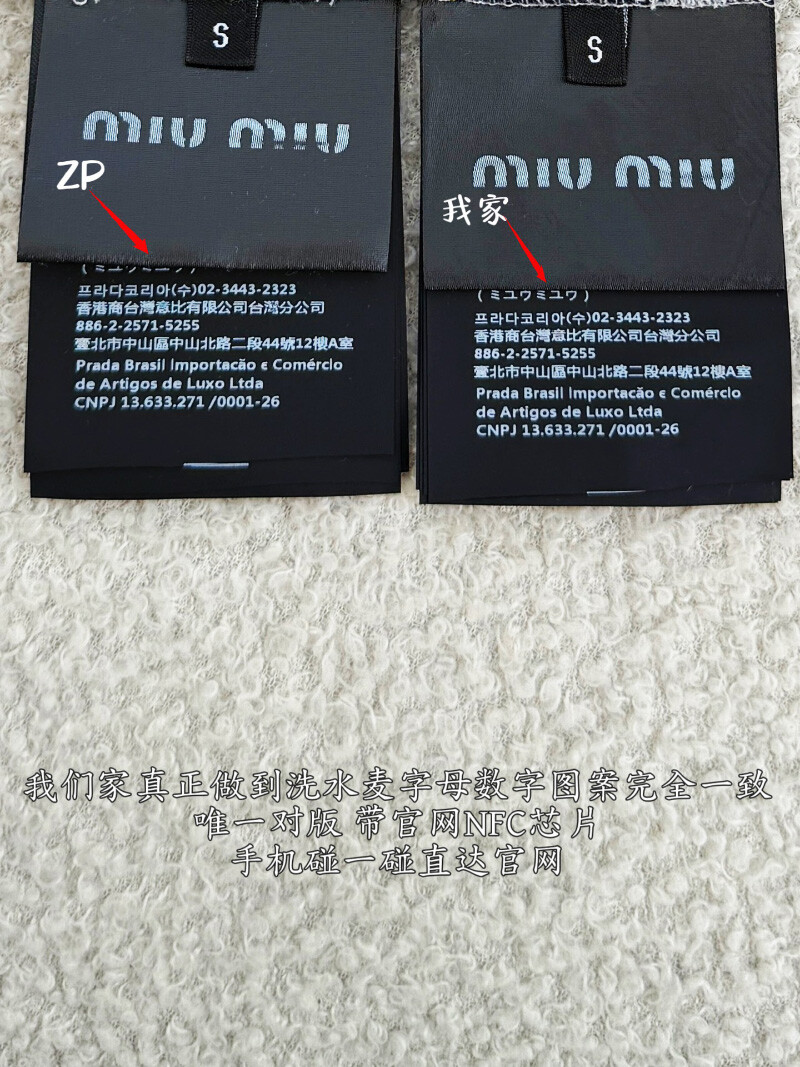 S
miu miu
ZP
(ミュウミュウ)
프라다코리아(수)02-3443-2323
香港商台灣意比有限公司台灣分公司
886-2-2571-5255
臺北市中山區中山北路二段44號12樓A室
Prada Brasil Importacão e Comércio
de Artigos de Luxo Ltda
CNPJ 13.633.271 /0001-26
S
miu miu
我家
(ミュウミュウ)
프라다코리아(수)02-3443-2323
香港商台灣意比有限公司台灣分公司
886-2-2571-5255
臺北市中山區中山北路二段44號12樓A室
Prada Brasil Importacão e Comércio
de Artigos de Luxo Ltda
CNPJ 13.633.271 /0001-26
我们家真正做到洗水麦字母数字图案完全一致
唯一对版 带官网NFC芯片
手机碰一碰直达官网